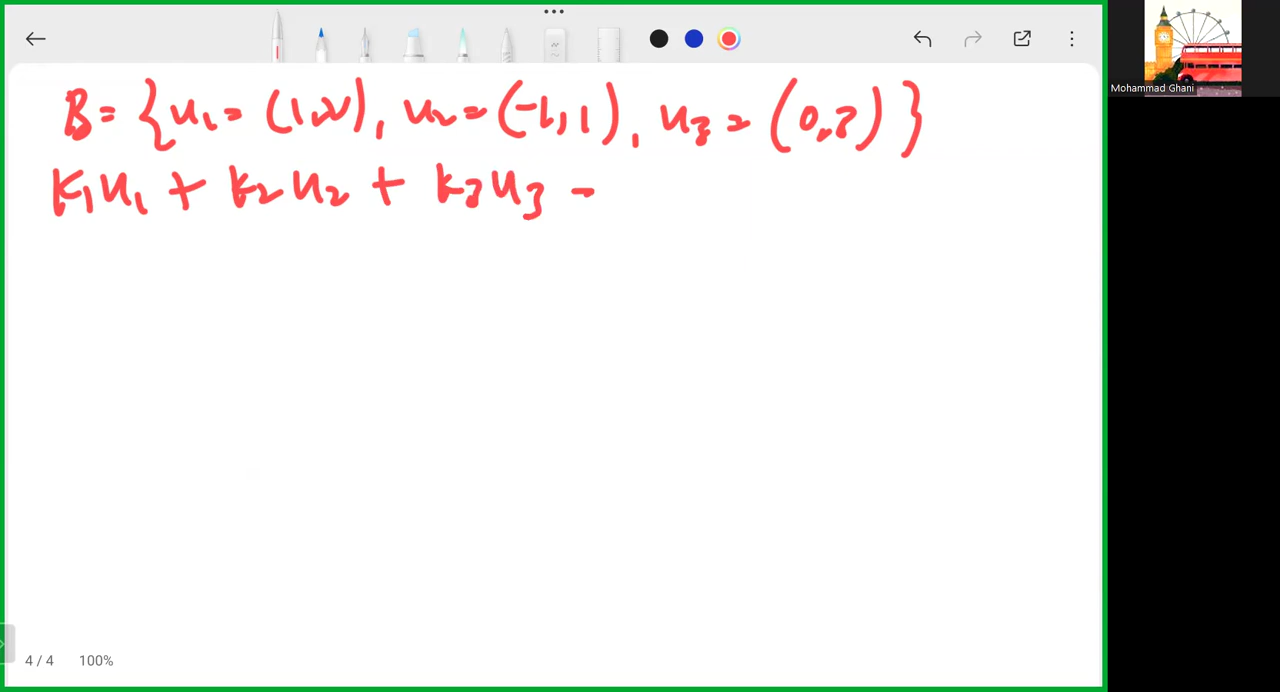 Mohammad Ghani
B = {u₁ = (1,2), u₂ = (-1,1), u₃ = (0,3)}
k₁u₁ + k₂u₂ + k₃u₃ -
4 / 4 100%